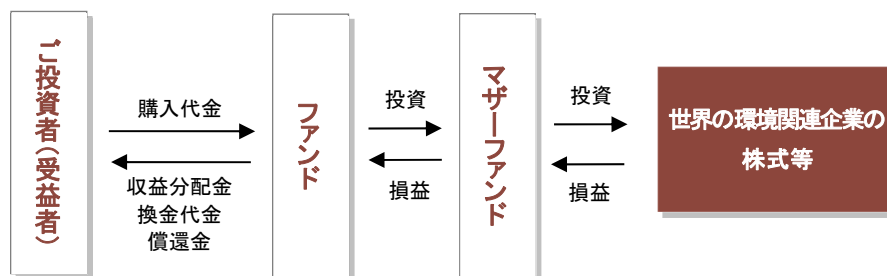 ご投資者(受益者)
購入代金
収益分配金
換金代金
償還金
ファンド
投資
損益
マザーファンド
投資
損益
世界の環境関連企業の
株式等